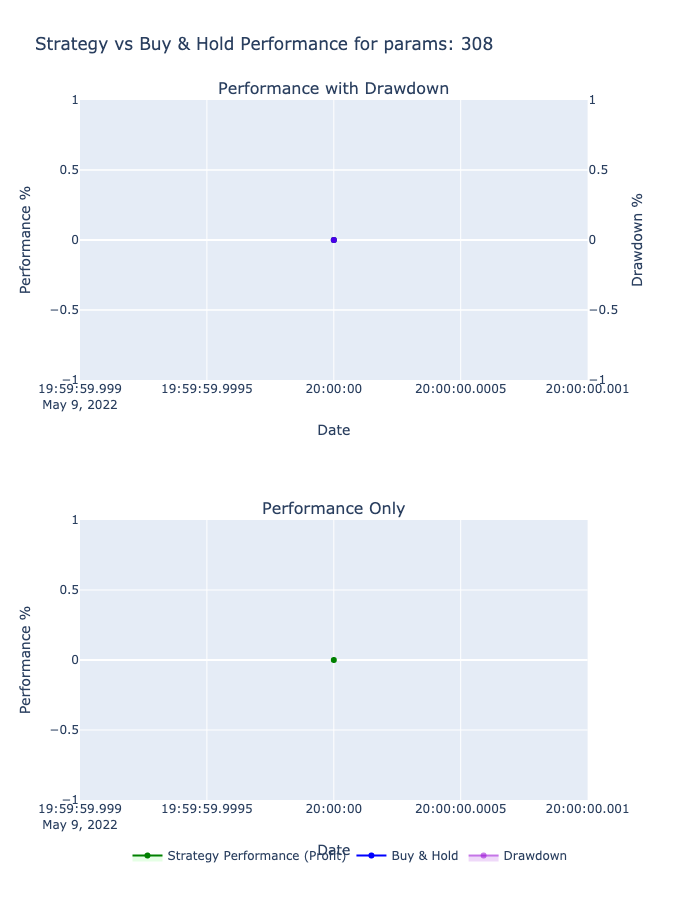 Strategy vs Buy & Hold Performance for params: 308
Performance with Drawdown
1
0.5
0
−0.5
−1
Performance %
1
0.5
0
−0.5
−1
Drawdown %
19:59:59.999 19:59:59.9995 20:00:00 20:00:00.0005 20:00:00.001
May 9, 2022
Date
Performance Only
1
0.5
0
−0.5
−1
Performance %
19:59:59.999 19:59:59.9995 20:00:00 20:00:00.0005 20:00:00.001
May 9, 2022
Date
Strategy Performance (Profit) Buy & Hold Drawdown